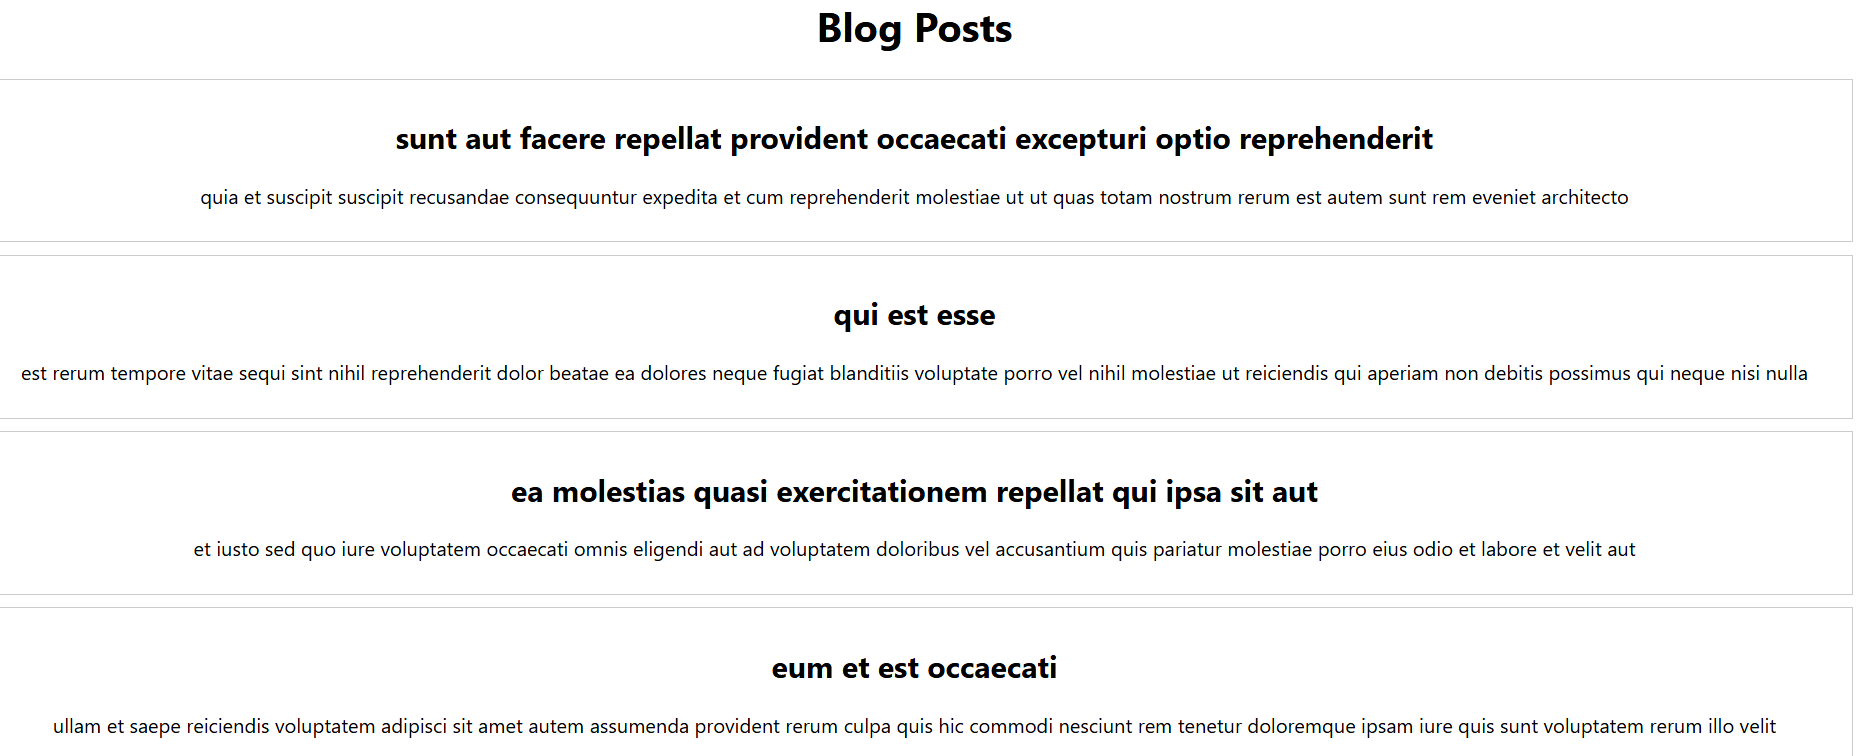 Blog Posts
sunt aut facere repellat provident occaecati excepturi optio reprehenderit
quia et suscipit suscipit recusandae consequuntur expedita et cum reprehenderit molestiae ut ut quas totam nostrum rerum est autem sunt rem eveniet architecto
qui est esse
est rerum tempore vitae sequi sint nihil reprehenderit dolor beatae ea dolores neque fugiat blanditiis voluptate porro vel nihil molestiae ut reiciendis qui aperiam non debitis possimus qui neque nisi nulla
ea molestias quasi exercitationem repellat qui ipsa sit aut
et iusto sed quo iure voluptatem occaecati omnis eligendi aut ad voluptatem doloribus vel accusantium quis pariatur molestiae porro eius odio et labore et velit aut
eum et est occaecati
ullam et saepe reiciendis voluptatem adipisci sit amet autem assumenda provident rerum culpa quis hic commodi nesciunt rem tenetur doloremque ipsam iure quis sunt voluptatem rerum illo velit